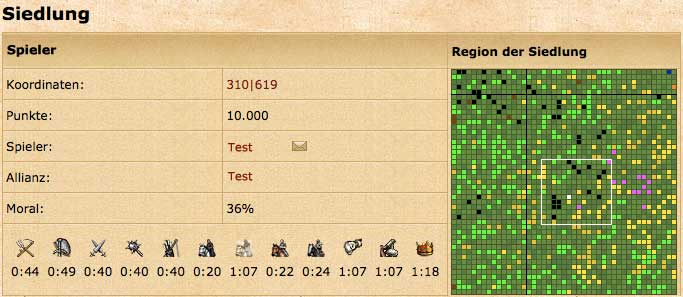 Siedlung
Spieler
Region der Siedlung
Koordinaten: 310|619
Punkte: 10.000
Spieler: Test
Allianz: Test
Moral: 36%
0:44 0:49 0:40 0:40 0:40 0:20 1:07 0:22 0:24 1:07 1:07 1:18